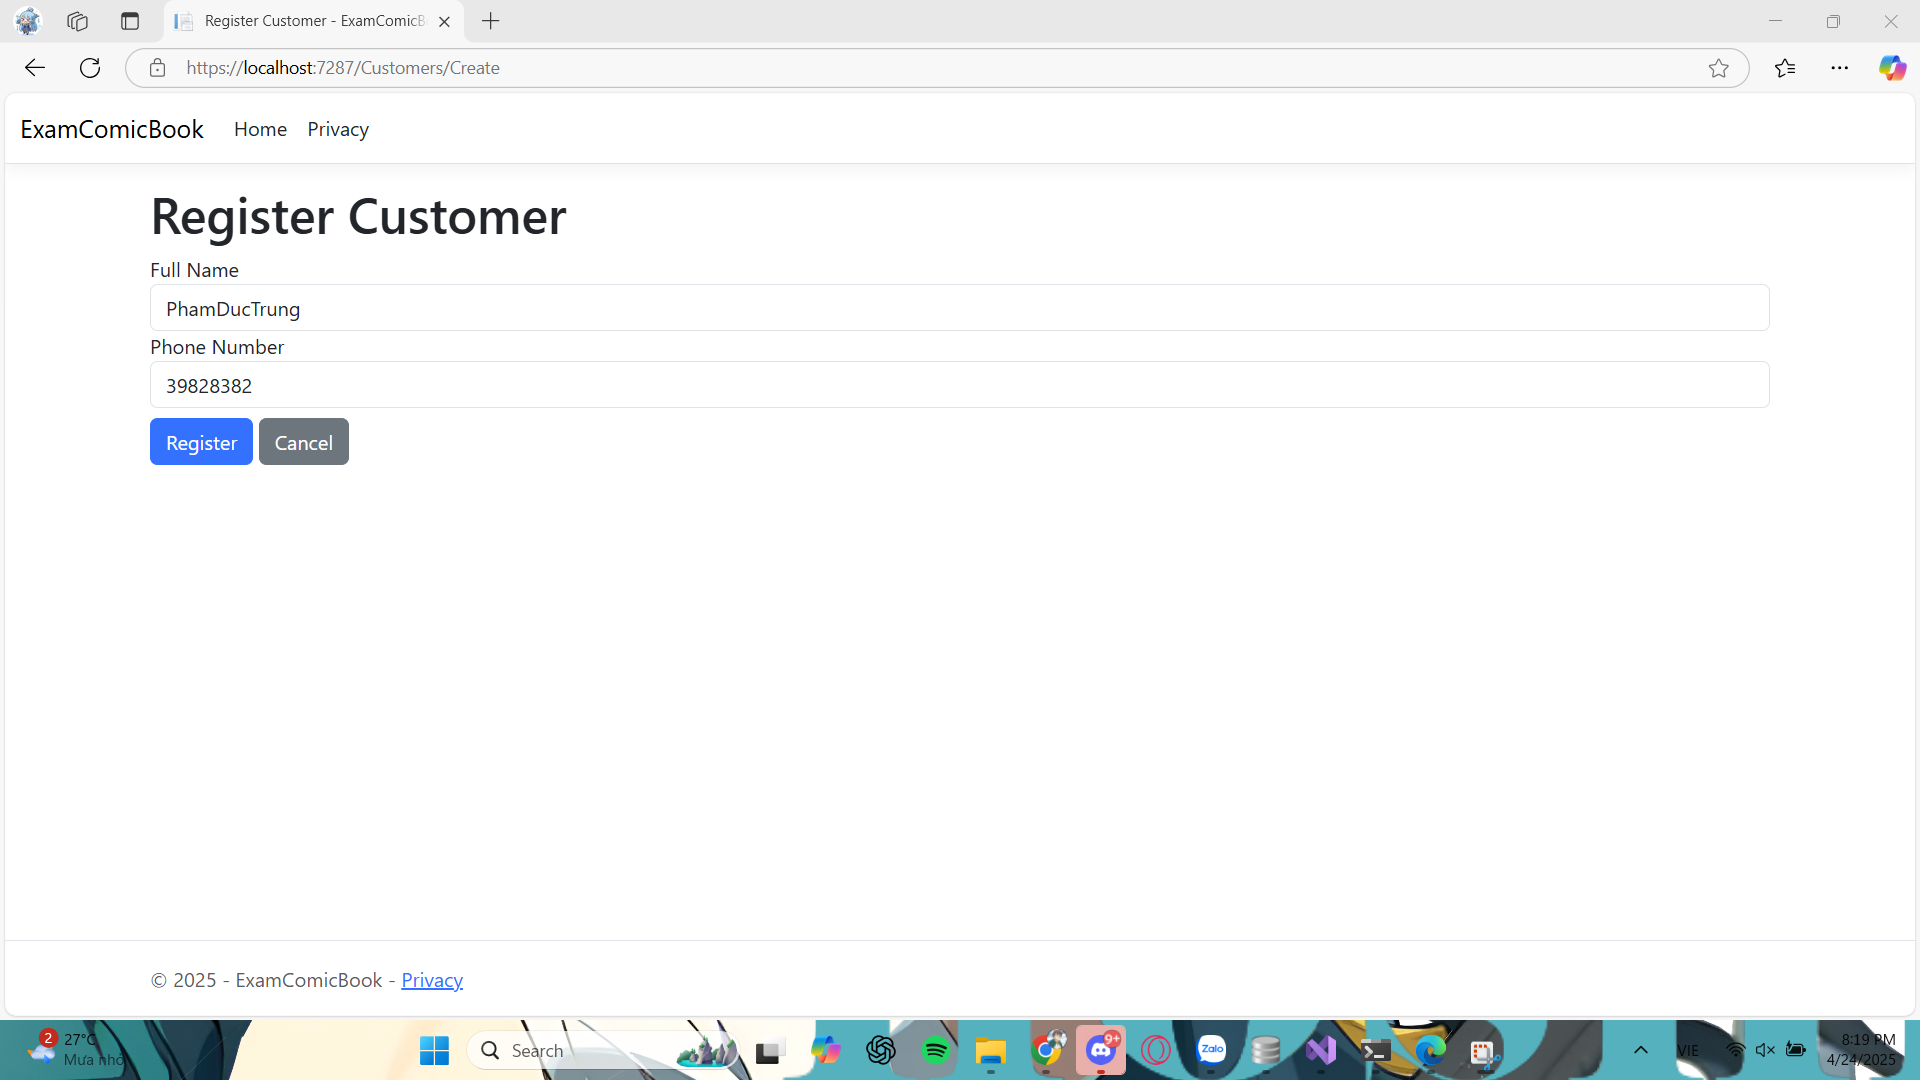 Register Customer - ExamComicB
https://localhost:7287/Customers/Create
ExamComicBook Home Privacy
Register Customer
Full Name
PhamDucTrung
Phone Number
39828382
Register Cancel
© 2025 - ExamComicBook - Privacy
2 27°C
Mưa nhỏ
Search
9+
Zalo
VIE
8:19 PM
4/24/2025